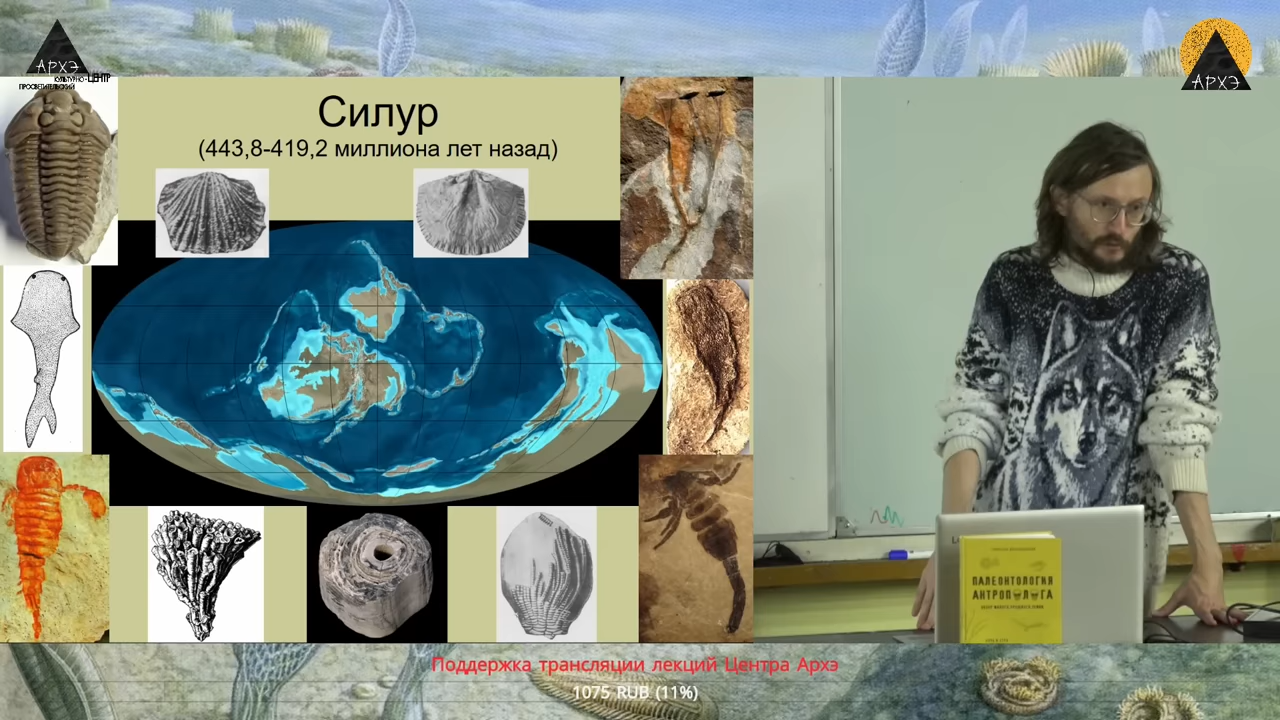 АРХЭ
КУЛЬТУРНО-ЦЕНТР
ПРОСВЕТИТЕЛЬСКИЙ
АРХЭ
Силур
(443,8-419,2 миллиона лет назад)
ПАЛЕОНТОЛОГИЯ
АНТРОПОЛОГА
Поддержка трансляции лекций Центра Архэ
1075 RUB (11%)